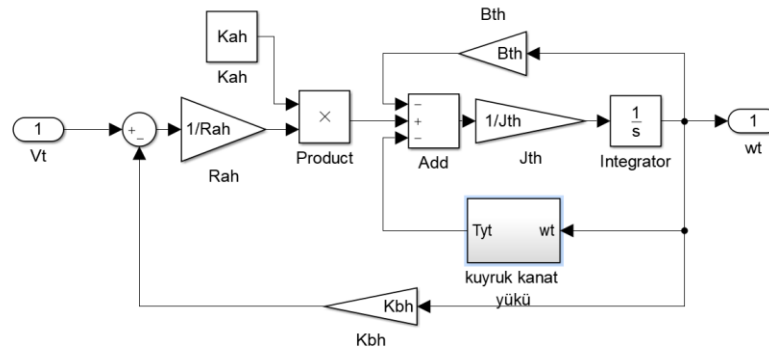 Bth
Bth
Kah
Kah
1
Vt
+
−
1/Rah
Rah
×
Product
−
+
−
Add
1/Jth
Jth
1
s
Integrator
1
wt
Tyt
wt
kuyruk kanat
yükü
Kbh
Kbh